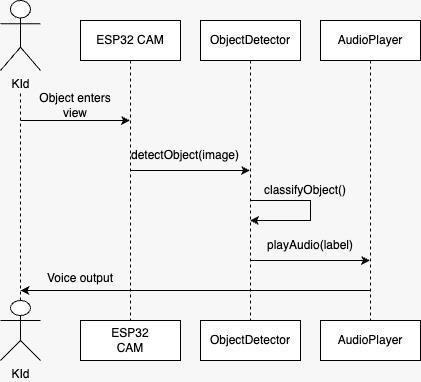 ESP32 CAM
ObjectDetector
AudioPlayer
KId
Object enters
view
detectObject(image)
classifyObject()
playAudio(label)
Voice output
ESP32
CAM
ObjectDetector
AudioPlayer
KId